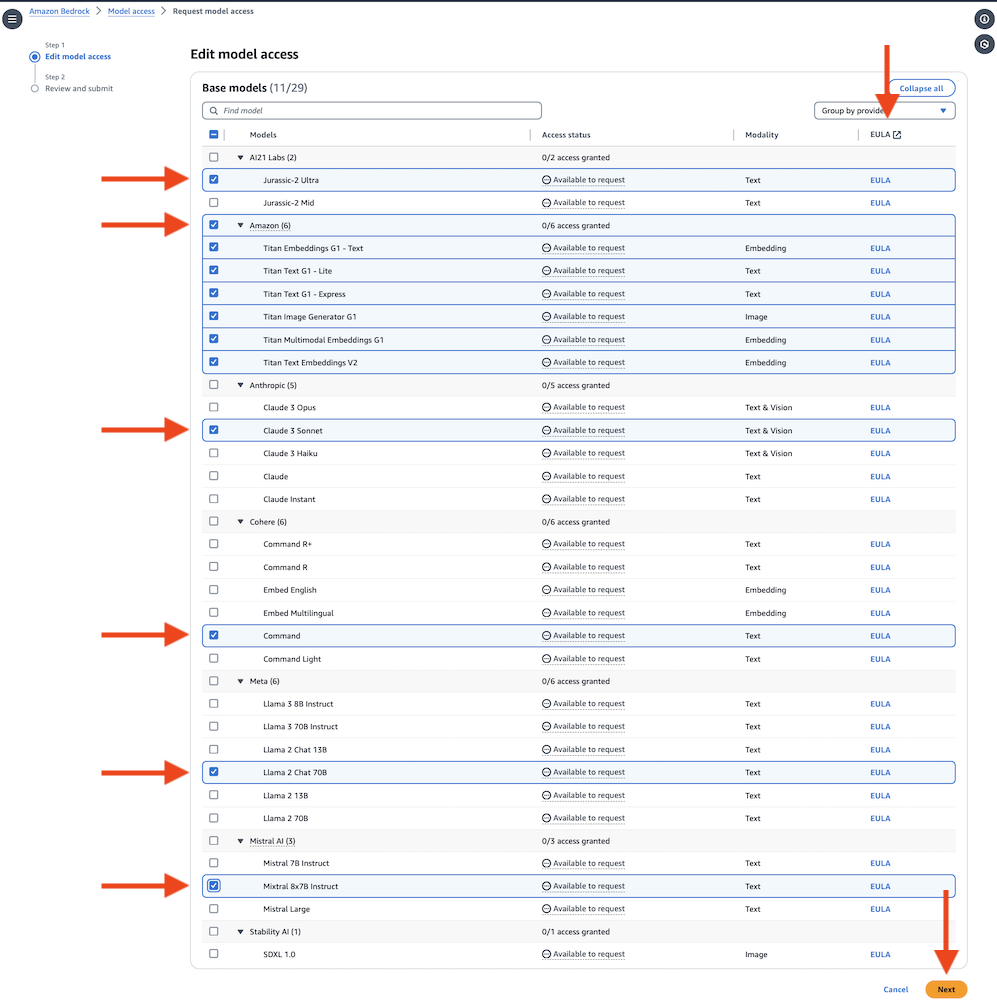 Amazon Bedrock > Model access > Request model access
Step 1
Edit model access
Step 2
Review and submit
Edit model access
Base models (11/29)
Collapse all
Find model
Group by provide
Models Access status Modality EULA
AI21 Labs (2) 0/2 access granted
Jurassic-2 Ultra Available to request Text EULA
Jurassic-2 Mid Available to request Text EULA
Amazon (6) 0/6 access granted
Titan Embeddings G1 - Text Available to request Embedding EULA
Titan Text G1 - Lite Available to request Text EULA
Titan Text G1 - Express Available to request Text EULA
Titan Image Generator G1 Available to request Image EULA
Titan Multimodal Embeddings G1 Available to request Embedding EULA
Titan Text Embeddings V2 Available to request Embedding EULA
Anthropic (5) 0/5 access granted
Claude 3 Opus Available to request Text & Vision EULA
Claude 3 Sonnet Available to request Text & Vision EULA
Claude 3 Haiku Available to request Text & Vision EULA
Claude Available to request Text EULA
Claude Instant Available to request Text EULA
Cohere (6) 0/6 access granted
Command R+ Available to request Text EULA
Command R Available to request Text EULA
Embed English Available to request Embedding EULA
Embed Multilingual Available to request Embedding EULA
Command Available to request Text EULA
Command Light Available to request Text EULA
Meta (6) 0/6 access granted
Llama 3 8B Instruct Available to request Text EULA
Llama 3 70B Instruct Available to request Text EULA
Llama 2 Chat 13B Available to request Text EULA
Llama 2 Chat 70B Available to request Text EULA
Llama 2 13B Available to request Text EULA
Llama 2 70B Available to request Text EULA
Mistral AI (3) 0/3 access granted
Mistral 7B Instruct Available to request Text EULA
Mixtral 8x7B Instruct Available to request Text EULA
Mistral Large Available to request Text EULA
Stability AI (1) 0/1 access granted
SDXL 1.0 Available to request Image EULA
Cancel Next